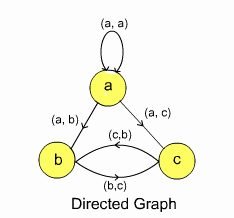 (a, a)
a
(a, b)
(a, c)
(c,b)
b
c
(b,c)
Directed Graph